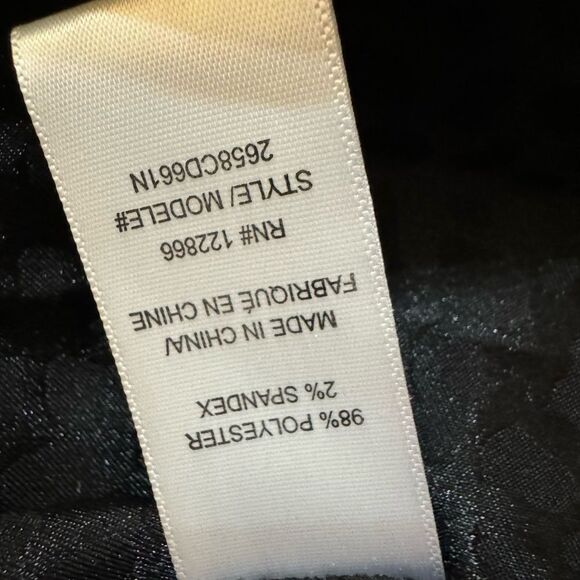 98% POLYESTER
2% SPANDEX
MADE IN CHINA/
FABRIQUÉ EN CHINE
RN# 122866
STYLE/ MODELE#
2658CD661N